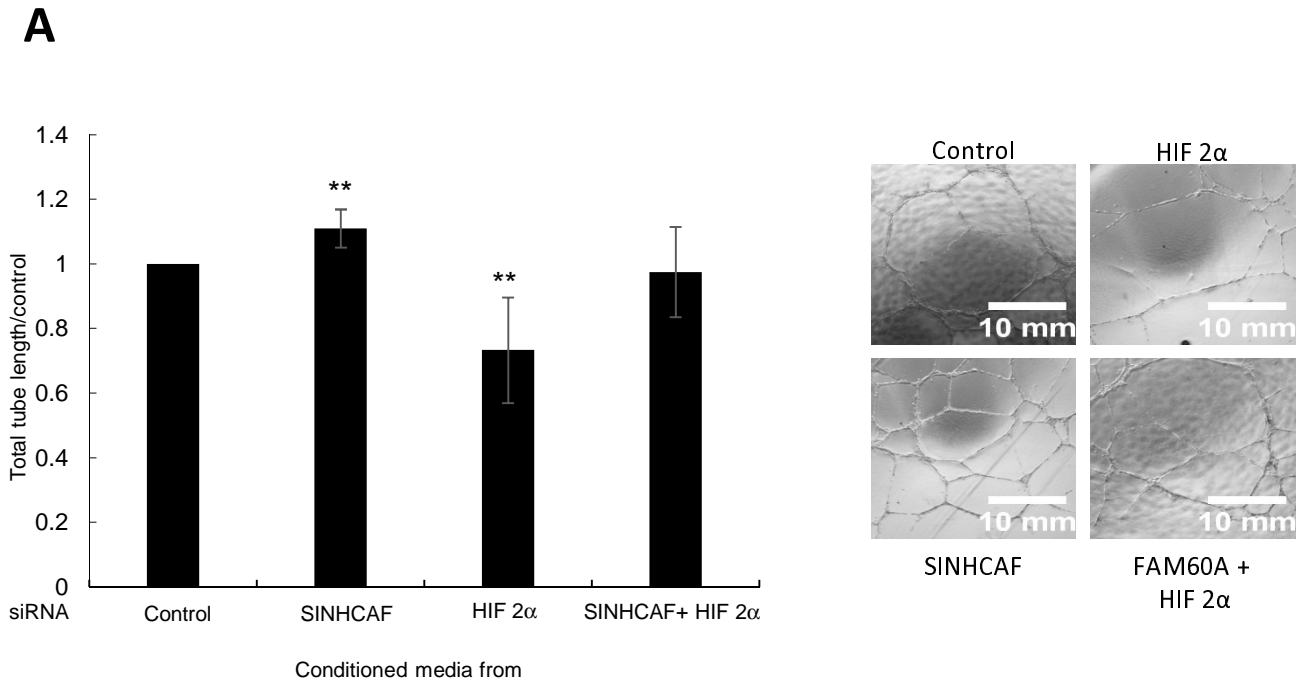 A
1.4
1.2
1
0.8
0.6
0.4
0.2
0
Total tube length/control
**
**
siRNA
Control
SINHCAF
HIF 2α
SINHCAF+ HIF 2α
Conditioned media from
Control
HIF 2α
10 mm
10 mm
10 mm
10 mm
SINHCAF
FAM60A +
HIF 2α